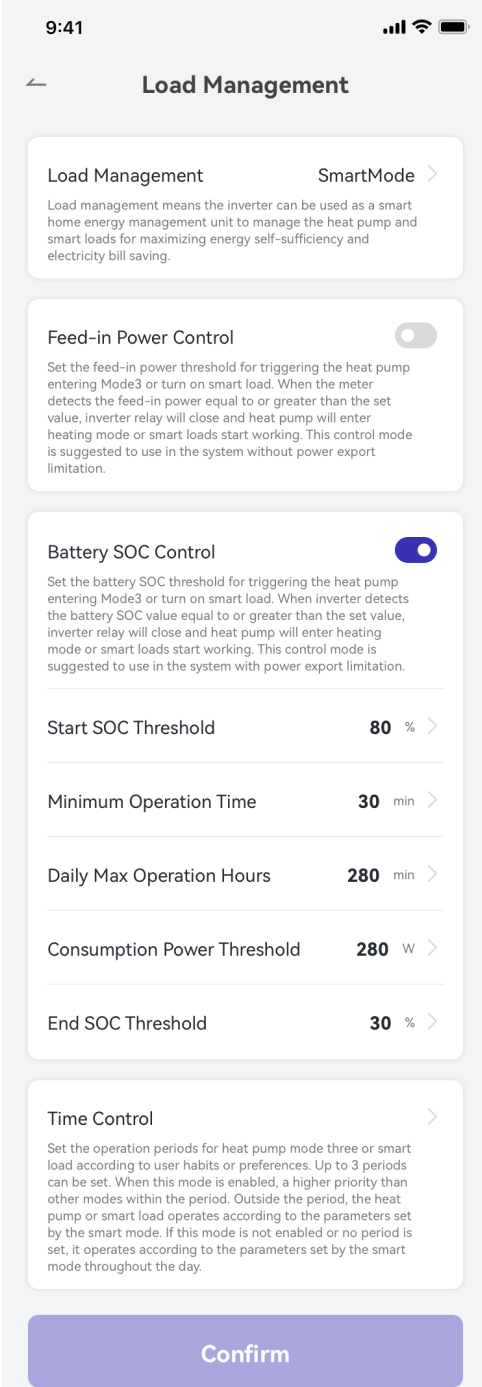 9:41
Load Management
Load Management SmartMode
Load management means the inverter can be used as a smart
home energy management unit to manage the heat pump and
smart loads for maximizing energy self-sufficiency and
electricity bill saving.
Feed-in Power Control
Set the feed-in power threshold for triggering the heat pump
entering Mode3 or turn on smart load. When the meter
detects the feed-in power equal to or greater than the set
value, inverter relay will close and heat pump will enter
heating mode or smart loads start working. This control mode
is suggested to use in the system without power export
limitation.
Battery SOC Control
Set the battery SOC threshold for triggering the heat pump
entering Mode3 or turn on smart load. When inverter detects
the battery SOC value equal to or greater than the set value,
inverter relay will close and heat pump will enter heating
mode or smart loads start working. This control mode is
suggested to use in the system with power export limitation.
Start SOC Threshold 80 %
Minimum Operation Time 30 min
Daily Max Operation Hours 280 min
Consumption Power Threshold 280 W
End SOC Threshold 30 %
Time Control
Set the operation periods for heat pump mode three or smart
load according to user habits or preferences. Up to 3 periods
can be set. When this mode is enabled, a higher priority than
other modes within the period. Outside the period, the heat
pump or smart load operates according to the parameters set
by the smart mode. If this mode is not enabled or no period is
set, it operates according to the parameters set by the smart
mode throughout the day.
Confirm